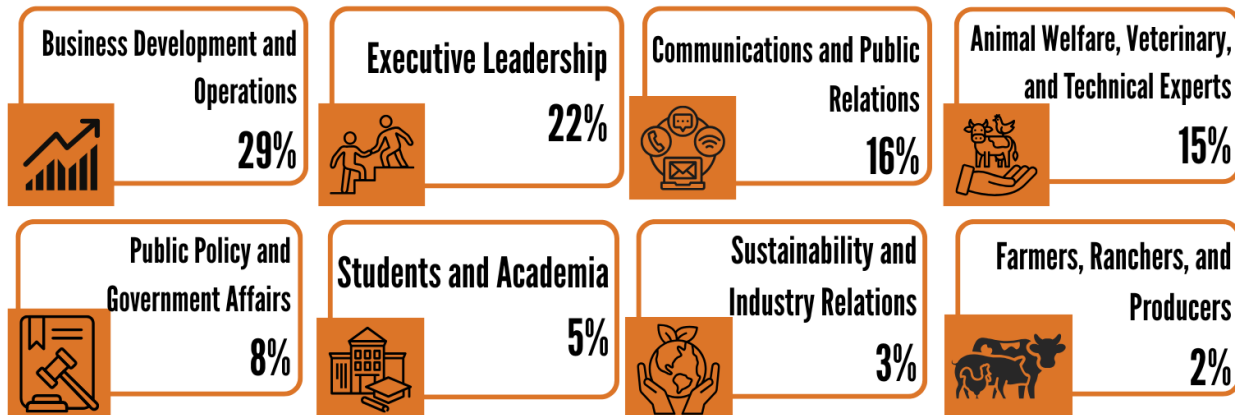 Business Development and
Operations
29%
Executive Leadership
22%
Communications and Public
Relations
16%
Animal Welfare, Veterinary,
and Technical Experts
15%
Public Policy and
Government Affairs
8%
Students and Academia
5%
Sustainability and
Industry Relations
3%
Farmers, Ranchers, and
Producers
2%